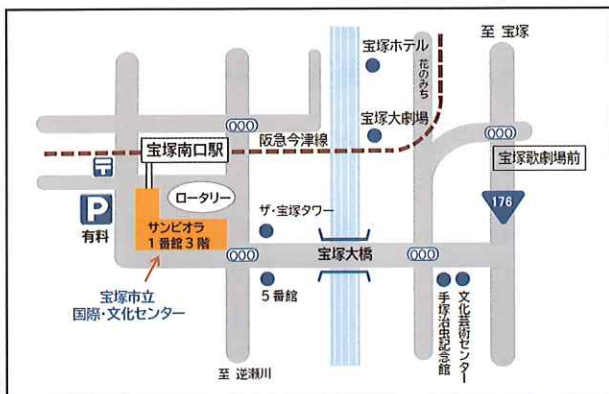 至 宝塚
宝塚ホテル
花のみち
宝塚大劇場
阪急今津線
宝塚南口駅
宝塚歌劇場前
〒
ロータリー
176
P
有料
サンビオラ
1番館3階
ザ・宝塚タワー
宝塚大橋
宝塚市立
国際・文化センター
5番館
手塚治虫記念館
文化芸術センター
至 逆瀬川